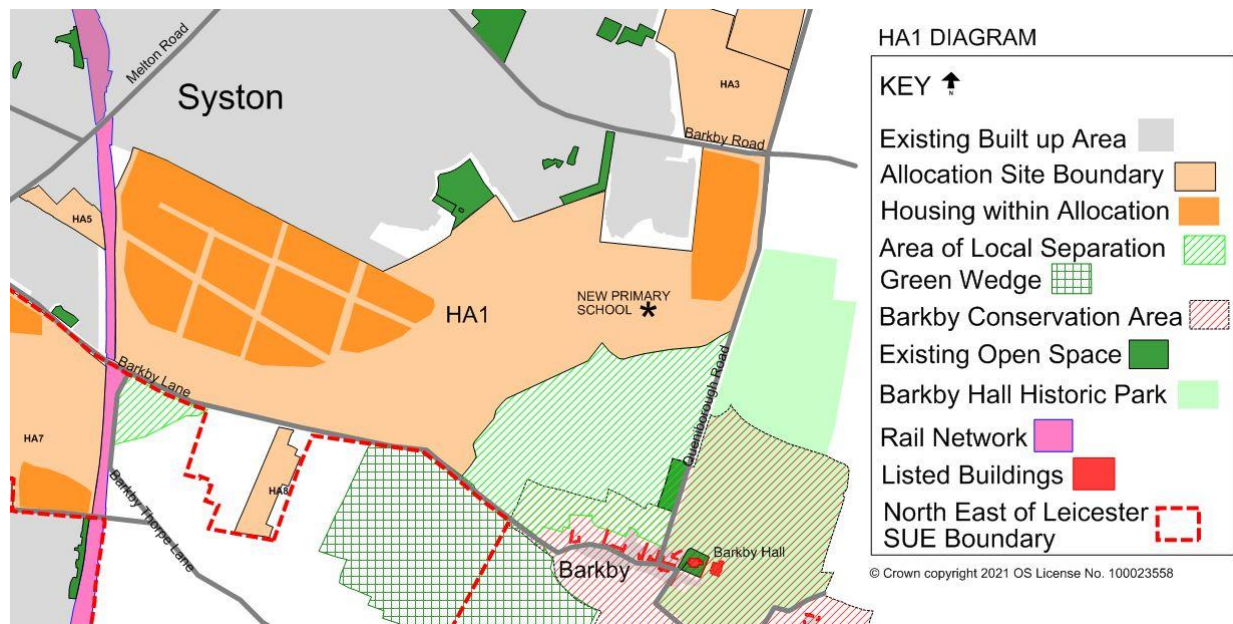 Melton Road
Syston
HA3
Barkby Road
HA5
NEW PRIMARY
SCHOOL
HA1
Barkby Lane
Queniborough Road
HA7
HA8
Barkby Thorpe Lane
Barkby
Barkby Hall
HA1 DIAGRAM
KEY
N
Existing Built up Area
Allocation Site Boundary
Housing within Allocation
Area of Local Separation
Green Wedge
Barkby Conservation Area
Existing Open Space
Barkby Hall Historic Park
Rail Network
Listed Buildings
North East of Leicester
SUE Boundary
© Crown copyright 2021 OS License No. 100023558